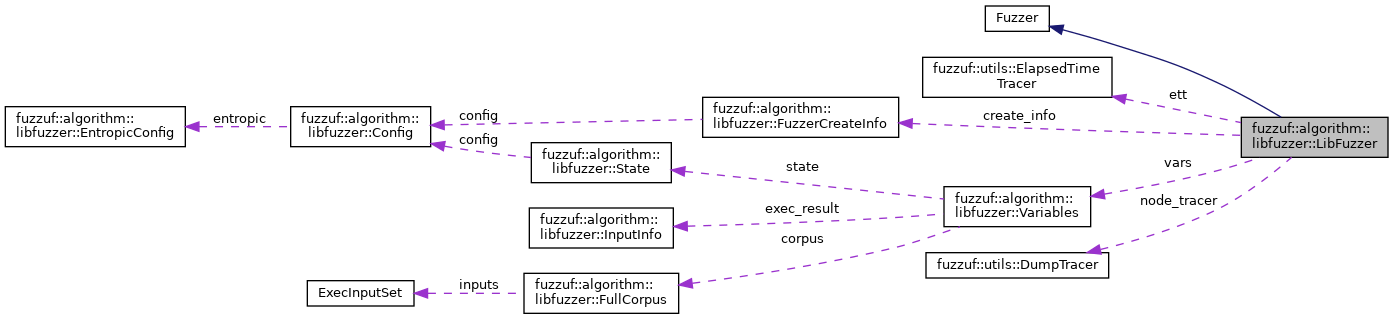 Fuzzer
fuzzuf::utils::ElapsedTime
Tracer
ett
fuzzuf::algorithm::
libfuzzer::EntropicConfig
entropic
fuzzuf::algorithm::
libfuzzer::Config
config
config
fuzzuf::algorithm::
libfuzzer::FuzzerCreateInfo
create_info
fuzzuf::algorithm::
libfuzzer::LibFuzzer
fuzzuf::algorithm::
libfuzzer::State
state
vars
fuzzuf::algorithm::
libfuzzer::Variables
node_tracer
fuzzuf::algorithm::
libfuzzer::InputInfo
exec_result
corpus
fuzzuf::utils::DumpTracer
ExecInputSet
inputs
fuzzuf::algorithm::
libfuzzer::FullCorpus